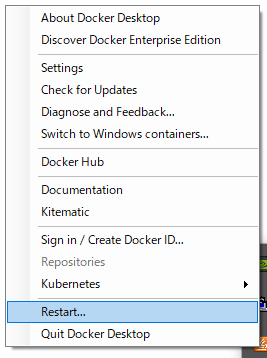 About Docker Desktop
Discover Docker Enterprise Edition
Settings
Check for Updates
Diagnose and Feedback...
Switch to Windows containers...
Docker Hub
Documentation
Kitematic
Sign in / Create Docker ID...
Repositories
Kubernetes
Restart...
Quit Docker Desktop